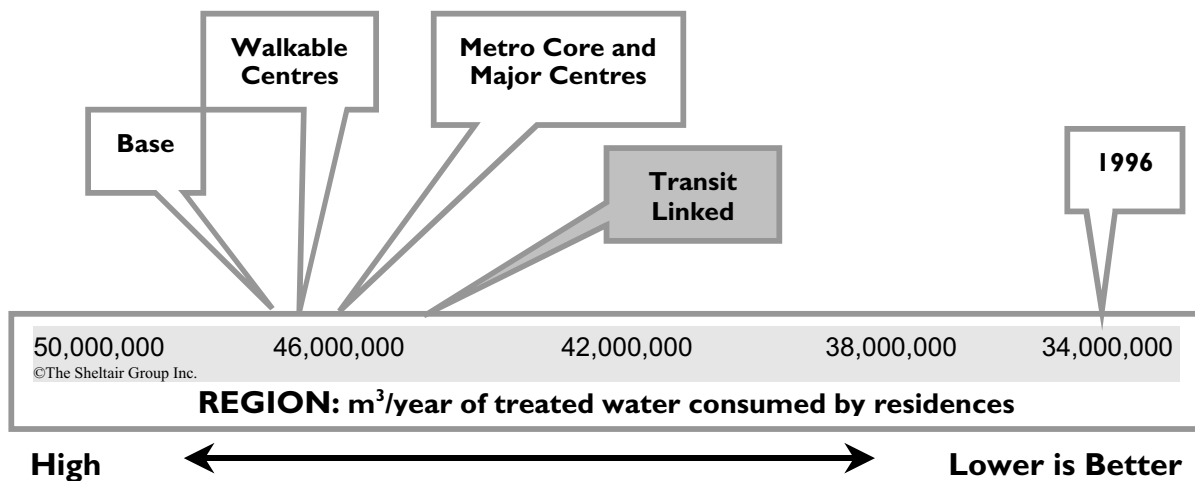 Walkable
Centres
Metro Core and
Major Centres
Base
1996
Transit
Linked
50,000,000 46,000,000 42,000,000 38,000,000 34,000,000
©The Sheltair Group Inc.
REGION: m³/year of treated water consumed by residences
High Lower is Better